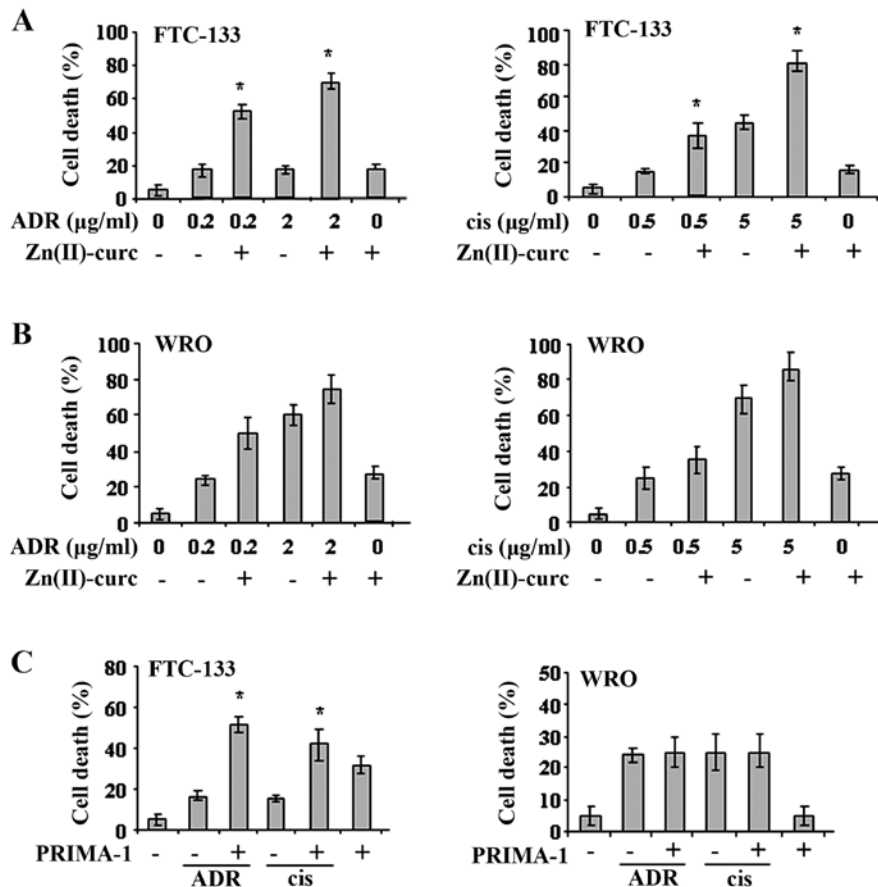 A
FTC-133
Cell death (%)
100
80
60
40
20
0
ADR (µg/ml) 0 0.2 0.2 2 2 0
Zn(II)-curc - - + - + +
* *
FTC-133
Cell death (%)
100
80
60
40
20
0
cis (µg/ml) 0 0.5 0.5 5 5 0
Zn(II)-curc - - + - + +
* *
B
WRO
Cell death (%)
100
80
60
40
20
0
ADR (µg/ml) 0 0.2 0.2 2 2 0
Zn(II)-curc - - + - + +
WRO
Cell death (%)
100
80
60
40
20
0
cis (µg/ml) 0 0.5 0.5 5 5 0
Zn(II)-curc - - + - + +
C
FTC-133
Cell death (%)
80
60
40
20
0
* *
PRIMA-1 - - + - + +
ADR cis
WRO
Cell death (%)
50
40
30
20
10
0
PRIMA-1 - - + - + +
ADR cis